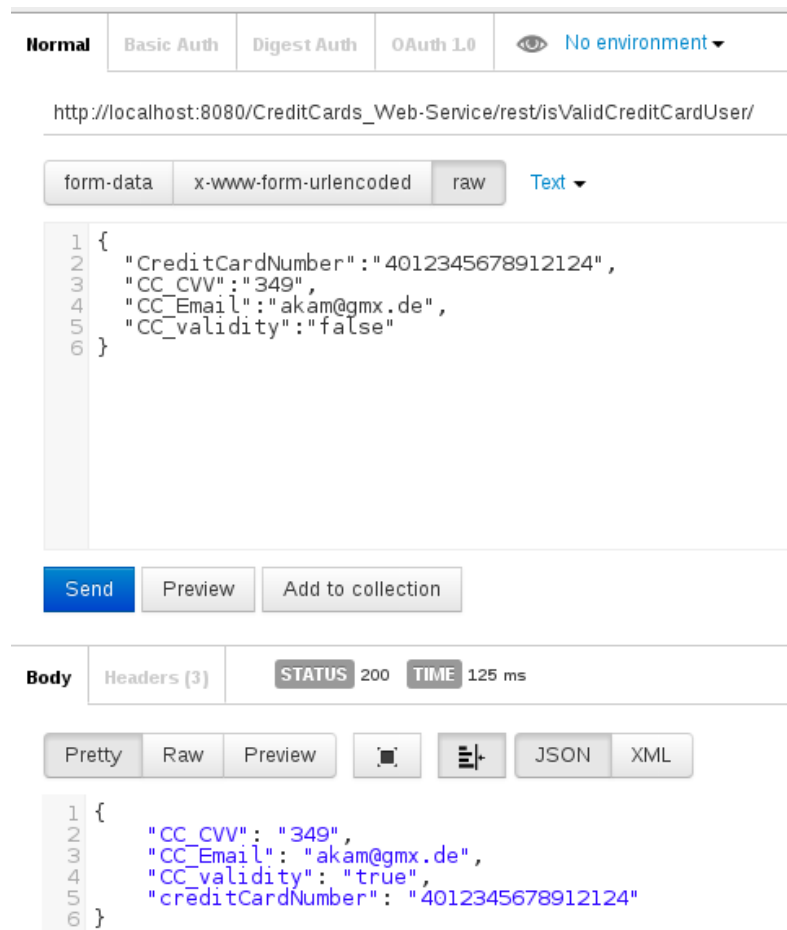 Normal Basic Auth Digest Auth OAuth 1.0 No environment
http://localhost:8080/CreditCards_Web-Service/rest/isValidCreditCardUser/
form-data x-www-form-urlencoded raw Text
1 {
2 "CreditCardNumber":"4012345678912124",
3 "CC_CVV":"349",
4 "CC_Email":"akam@gmx.de",
5 "CC_validity":"false"
6 }
Send Preview Add to collection
Body Headers (3) STATUS 200 TIME 125 ms
Pretty Raw Preview JSON XML
1 {
2 "CC_CVV": "349",
3 "CC_Email": "akam@gmx.de",
4 "CC_validity": "true",
5 "creditCardNumber": "4012345678912124"
6 }